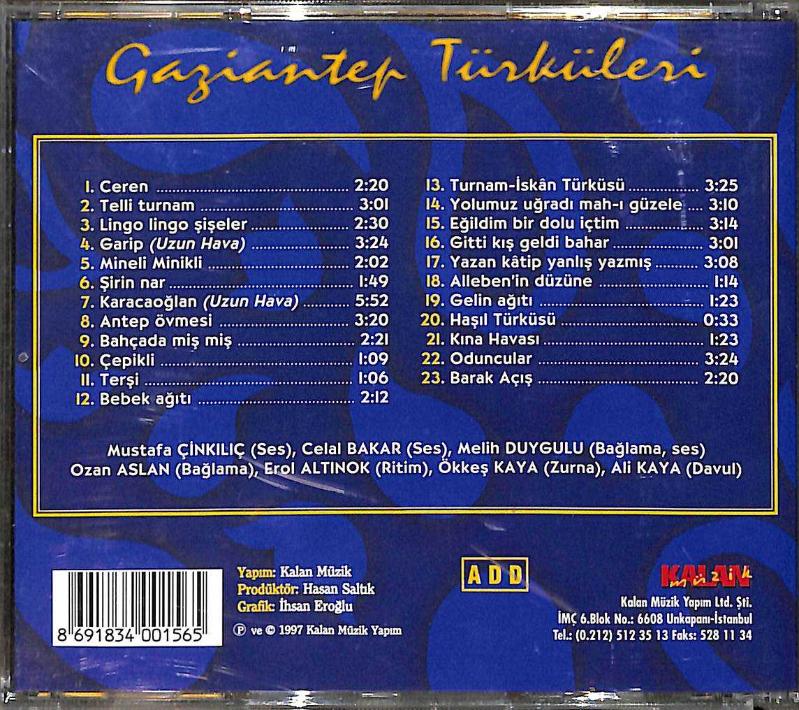 Gaziantep Türküleri
1. Ceren ........ 2:20
2. Telli turnam ........ 3:01
3. Lingo lingo şişeler ........ 2:30
4. Garip (Uzun Hava) ........ 3:24
5. Mineli Minikli ........ 2:02
6. Şirin nar ........ 1:49
7. Karacaoğlan (Uzun Hava) ........ 5:52
8. Antep övmesi ........ 3:20
9. Bahçada miş miş ........ 2:21
10. Çepikli ........ 1:09
11. Terşi ........ 1:06
12. Bebek ağıtı ........ 2:12
13. Turnam-İskân Türküsü ........ 3:25
14. Yolumuz uğradı mah-ı güzele ... 3:10
15. Eğildim bir dolu içtim ........ 3:14
16. Gitti kış geldi bahar ........ 3:01
17. Yazan kâtip yanlış yazmış ........ 3:08
18. Alleben'in düzüne ........ 1:14
19. Gelin ağıtı ........ 1:23
20. Haşıl Türküsü ........ 0:33
21. Kına Havası ........ 1:23
22. Oduncular ........ 3:24
23. Barak Açış ........ 2:20
Mustafa ÇİNKILIÇ (Ses), Celal BAKAR (Ses), Melih DUYGULU (Bağlama, ses)
Ozan ASLAN (Bağlama), Erol ALTINOK (Ritim), Ökkeş KAYA (Zurna), Ali KAYA (Davul)
8 691834 001565
Yapım: Kalan Müzik
Prodüktör: Hasan Saltık
Grafik: İhsan Eroğlu
℗ ve © 1997 Kalan Müzik Yapım
ADD
KALAN
müzik
Kalan Müzik Yapım Ltd. Şti.
İMÇ 6.Blok No.: 6608 Unkapanı-İstanbul
Tel.: (0.212) 512 35 13 Faks: 528 11 34